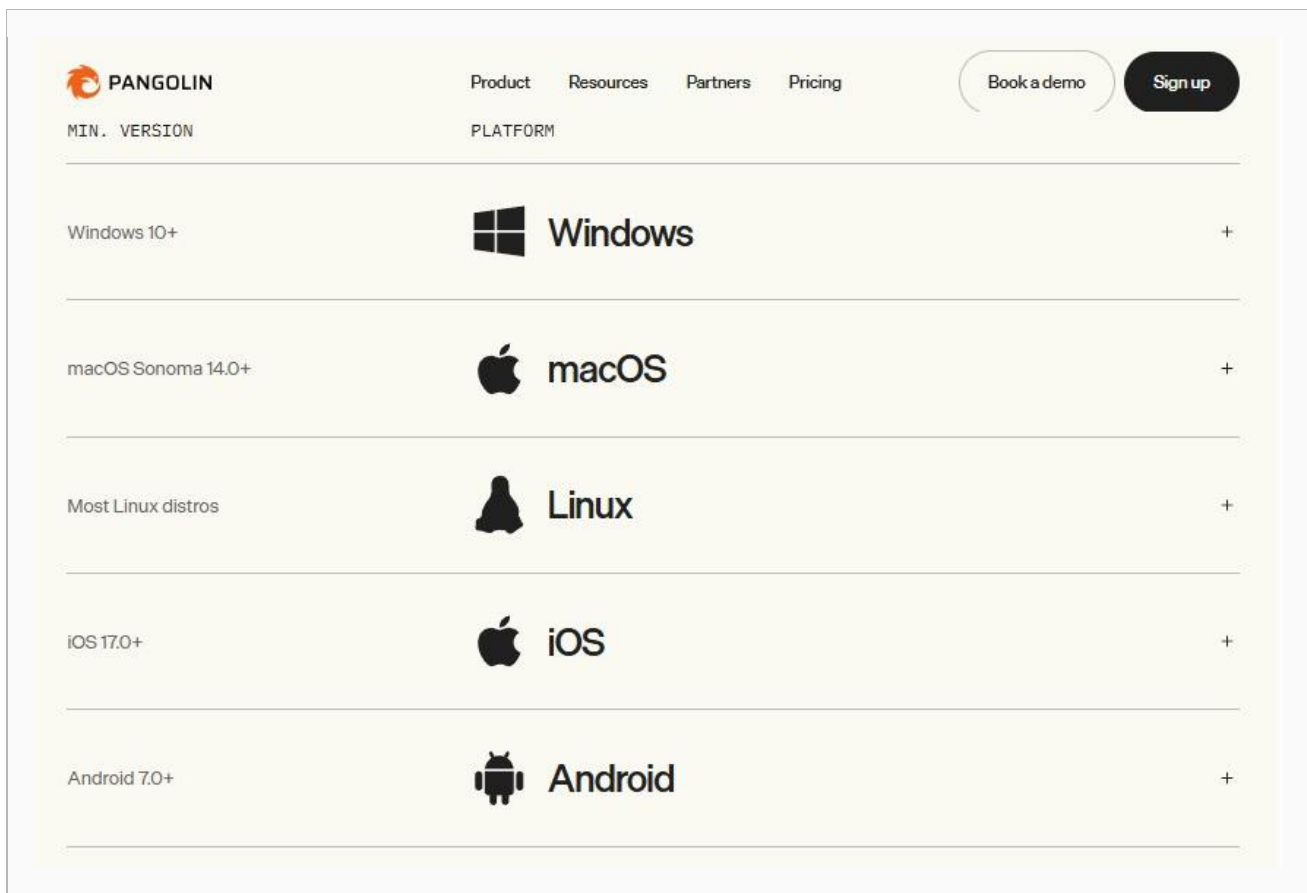 PANGOLIN Product Resources Partners Pricing Book a demo Sign up
MIN. VERSION PLATFORM
Windows 10+ Windows +
macOS Sonoma 14.0+ macOS +
Most Linux distros Linux +
iOS 17.0+ iOS +
Android 7.0+ Android +